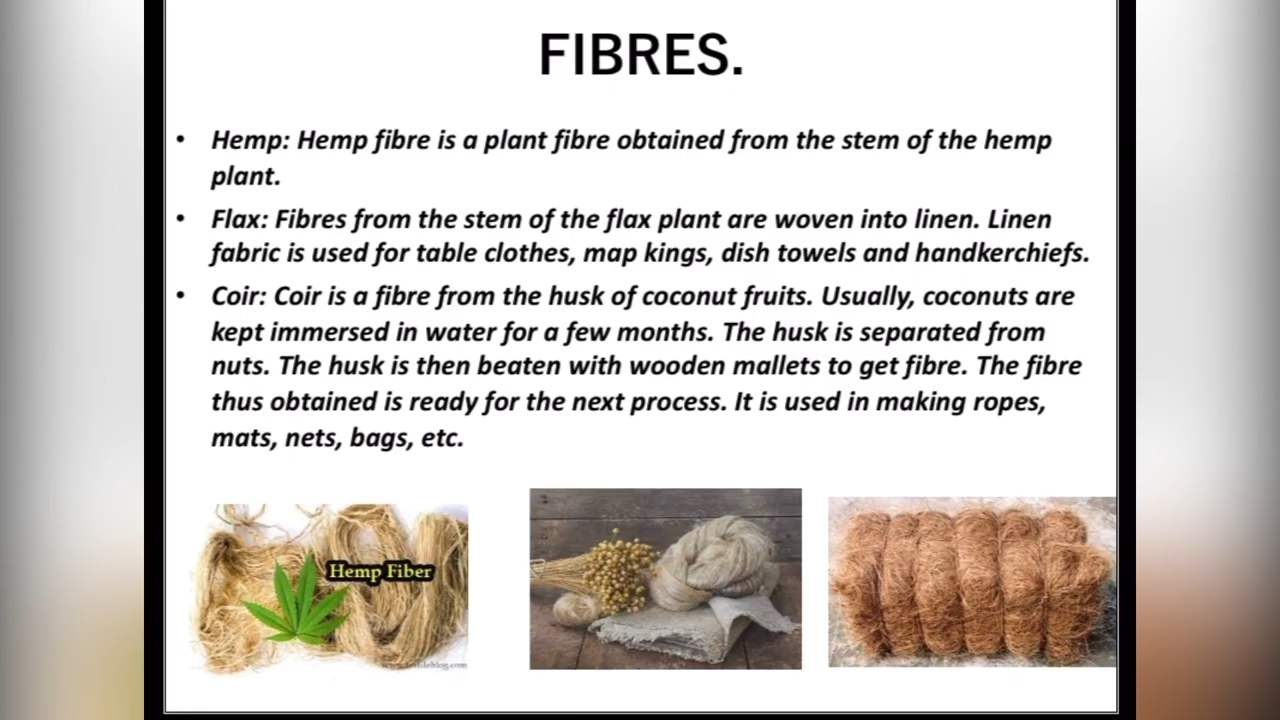 FIBRES.
• Hemp: Hemp fibre is a plant fibre obtained from the stem of the hemp
plant.
• Flax: Fibres from the stem of the flax plant are woven into linen. Linen
fabric is used for table clothes, map kings, dish towels and handkerchiefs.
• Coir: Coir is a fibre from the husk of coconut fruits. Usually, coconuts are
kept immersed in water for a few months. The husk is separated from
nuts. The husk is then beaten with wooden mallets to get fibre. The fibre
thus obtained is ready for the next process. It is used in making ropes,
mats, nets, bags, etc.
Hemp Fiber